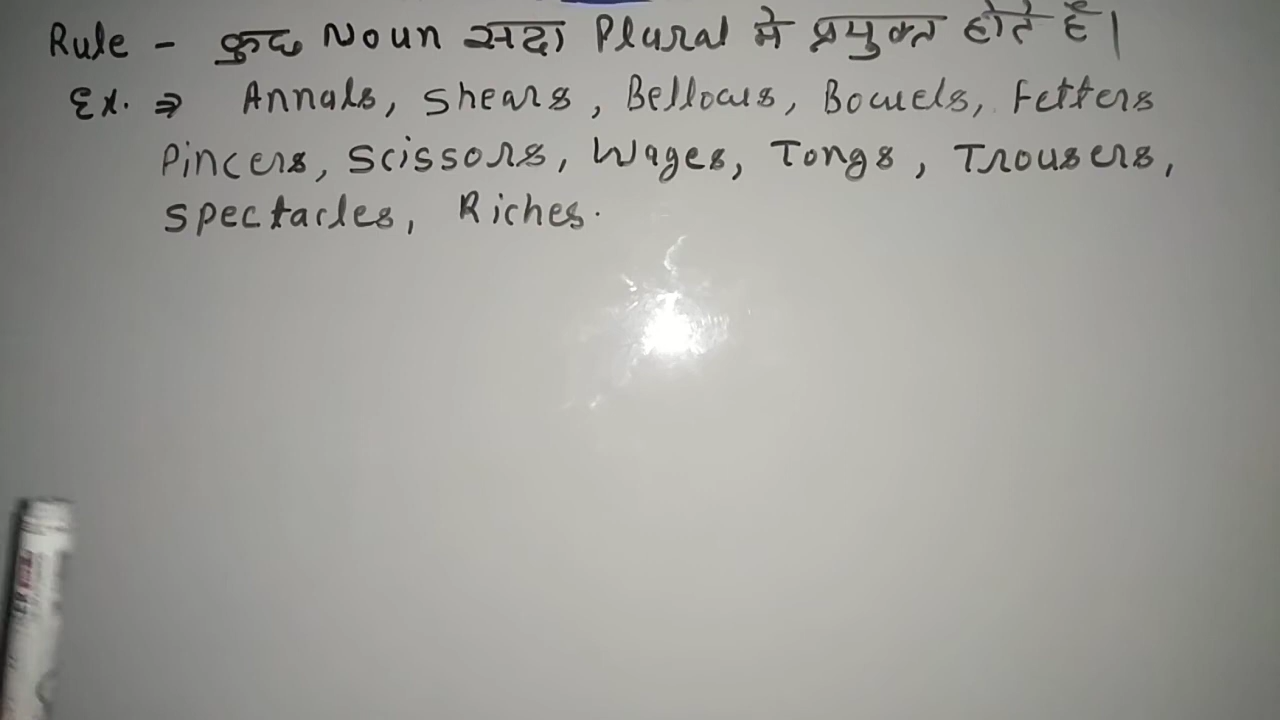 Rule - कुछ Noun सदा Plural मे प्रयुक्त होते है।
Ex. ⇒ Annals, Shears, Bellows, Bowels, Fetters
Pincers, Scissors, Wages, Tongs, Trousers,
Spectacles, Riches.